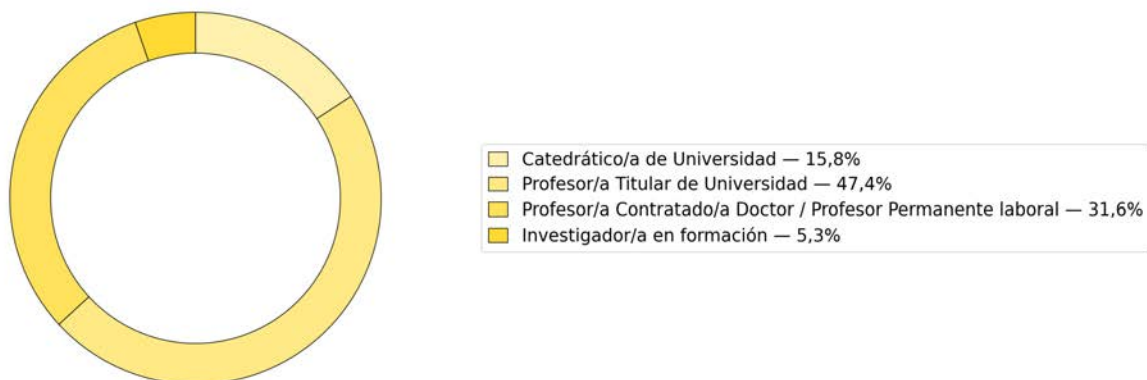 Catedrático/a de Universidad — 15,8%
Profesor/a Titular de Universidad — 47,4%
Profesor/a Contratado/a Doctor / Profesor Permanente laboral — 31,6%
Investigador/a en formación — 5,3%